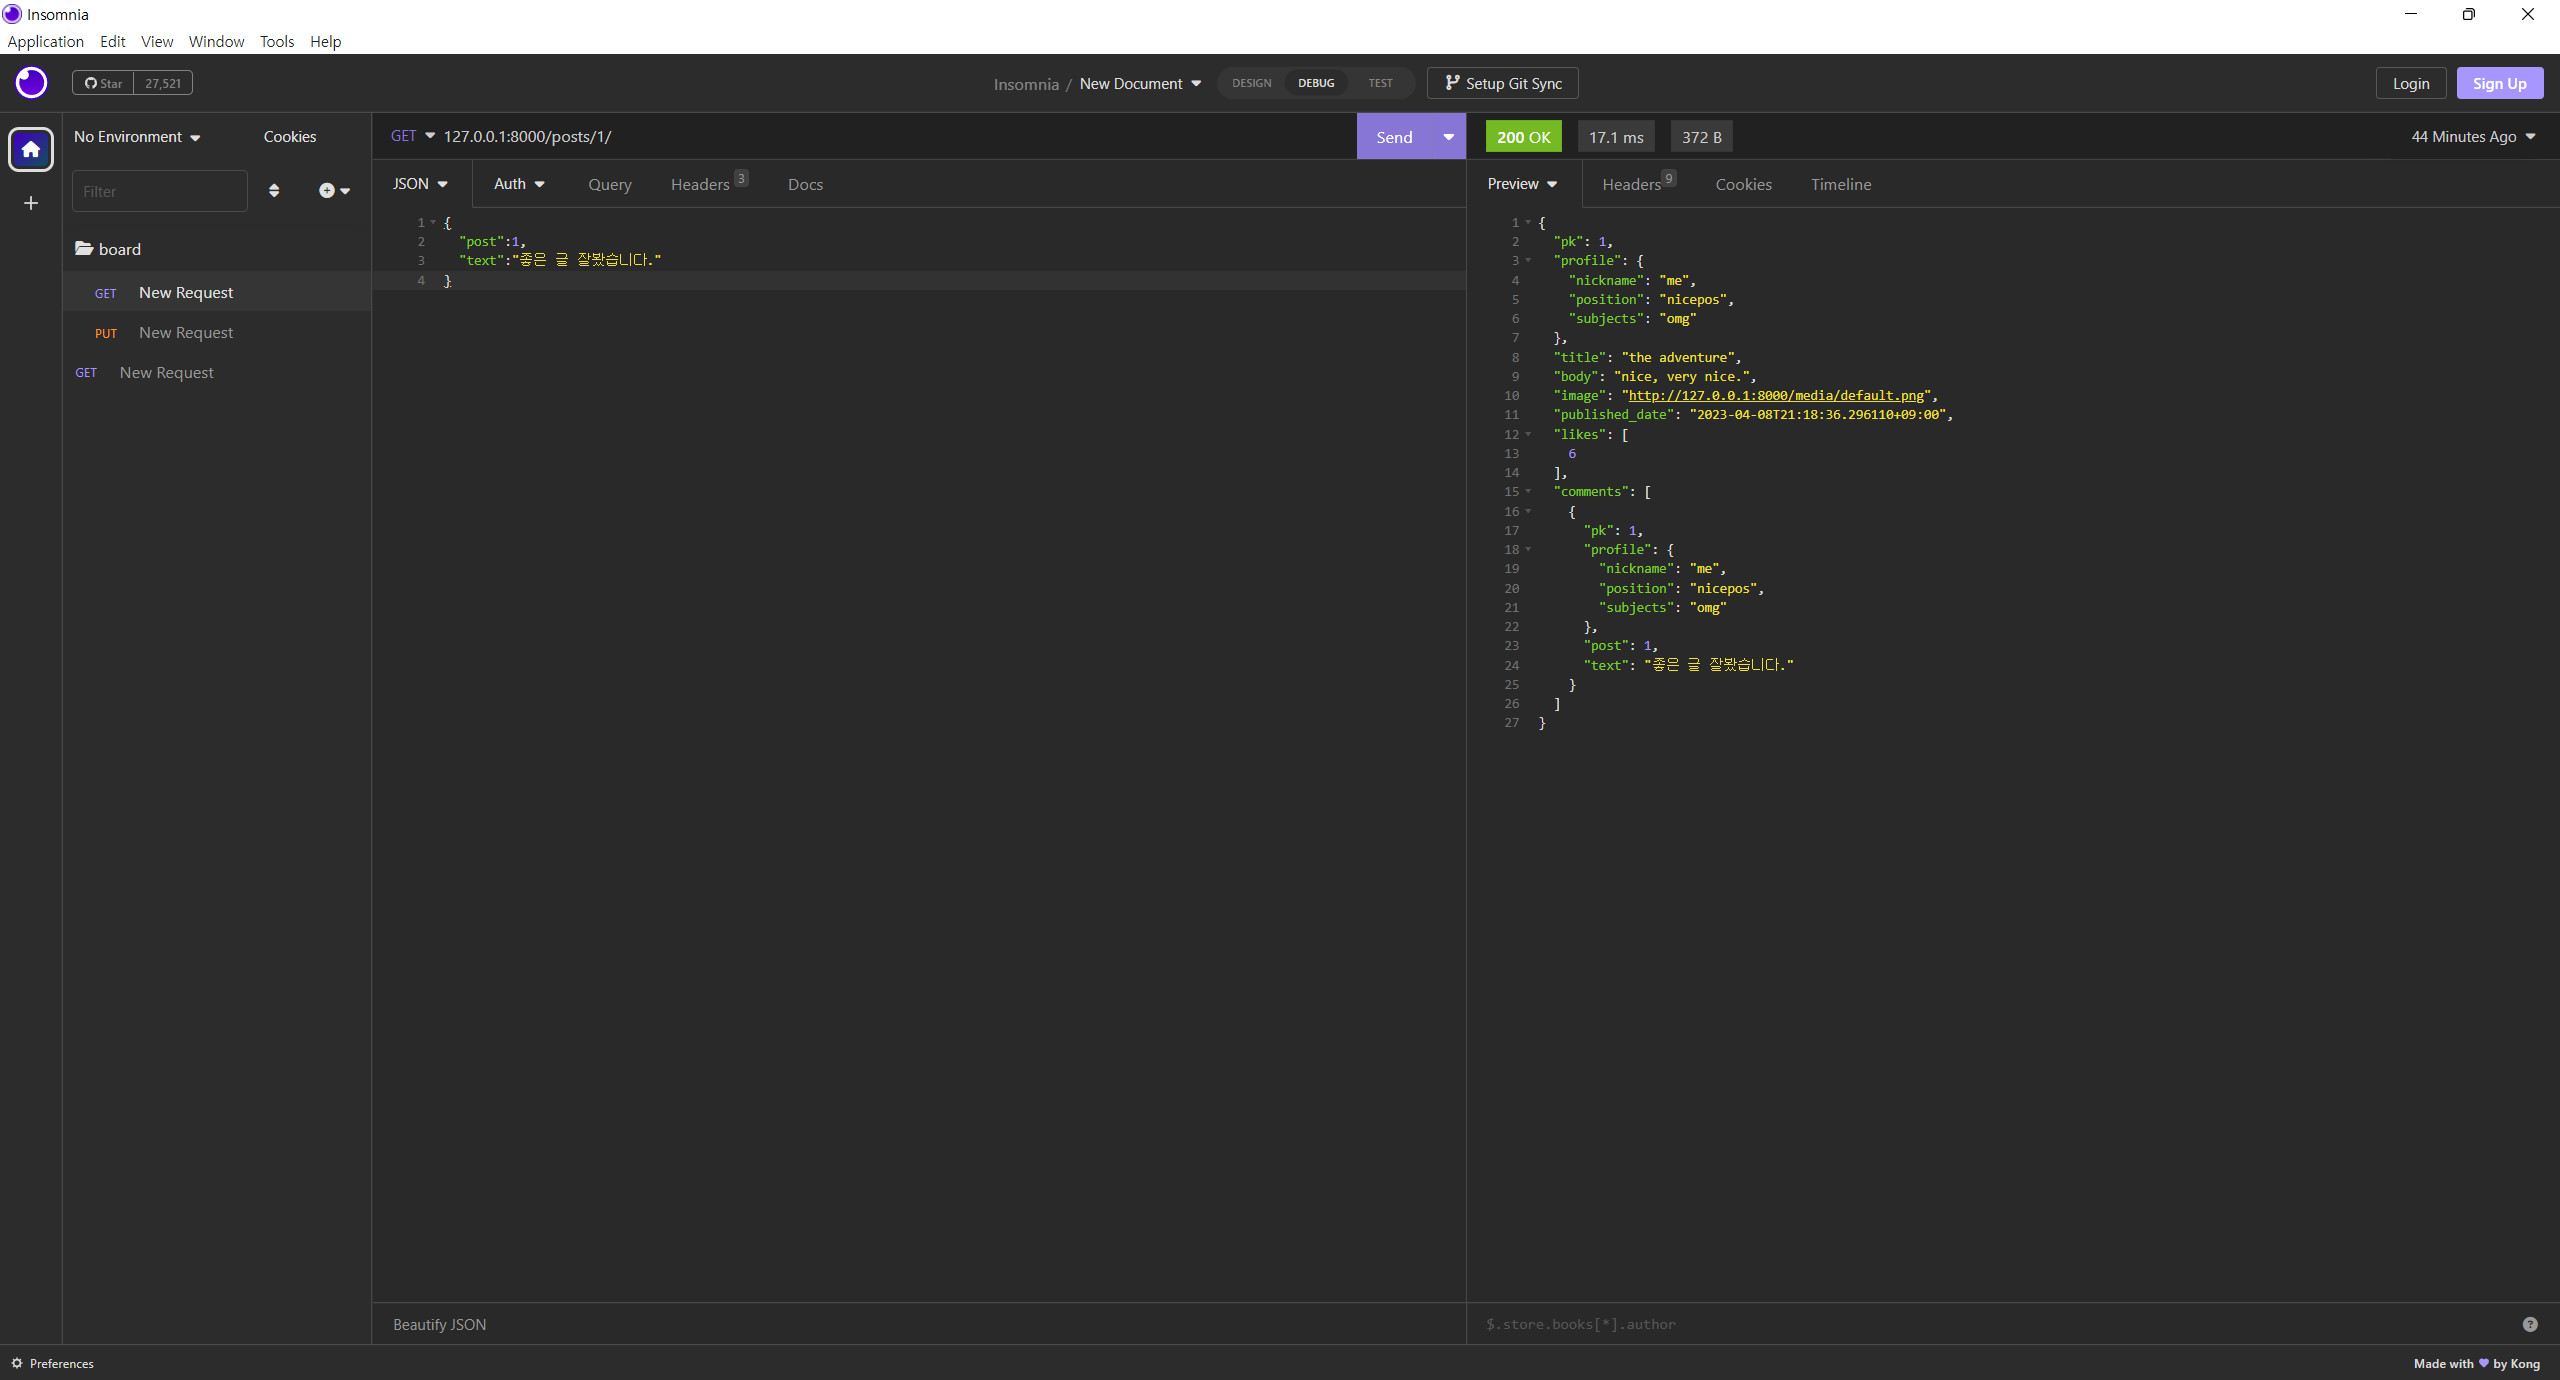 Insomnia
Application Edit View Window Tools Help
Star 27,521
Insomnia / New Document
DESIGN DEBUG TEST
Setup Git Sync
Login
Sign Up
No Environment
Cookies
Filter
board
GET New Request
PUT New Request
GET New Request
GET 127.0.0.1:8000/posts/1/
Send
JSON Auth Query Headers 3 Docs
1 {
2 "post":1,
3 "text":"좋은 글 잘봤습니다."
4 }
Beautify JSON
200 OK 17.1 ms 372 B
44 Minutes Ago
Preview Headers 9 Cookies Timeline
1 {
2 "pk": 1,
3 "profile": {
4 "nickname": "me",
5 "position": "nicepos",
6 "subjects": "omg"
7 },
8 "title": "the adventure",
9 "body": "nice, very nice.",
10 "image": "http://127.0.0.1:8000/media/default.png",
11 "published_date": "2023-04-08T21:18:36.296110+09:00",
12 "likes": [
13 6
14 ],
15 "comments": [
16 {
17 "pk": 1,
18 "profile": {
19 "nickname": "me",
20 "position": "nicepos",
21 "subjects": "omg"
22 },
23 "post": 1,
24 "text": "좋은 글 잘봤습니다."
25 }
26 ]
27 }
$.store.books[*].author
?
Preferences
Made with by Kong